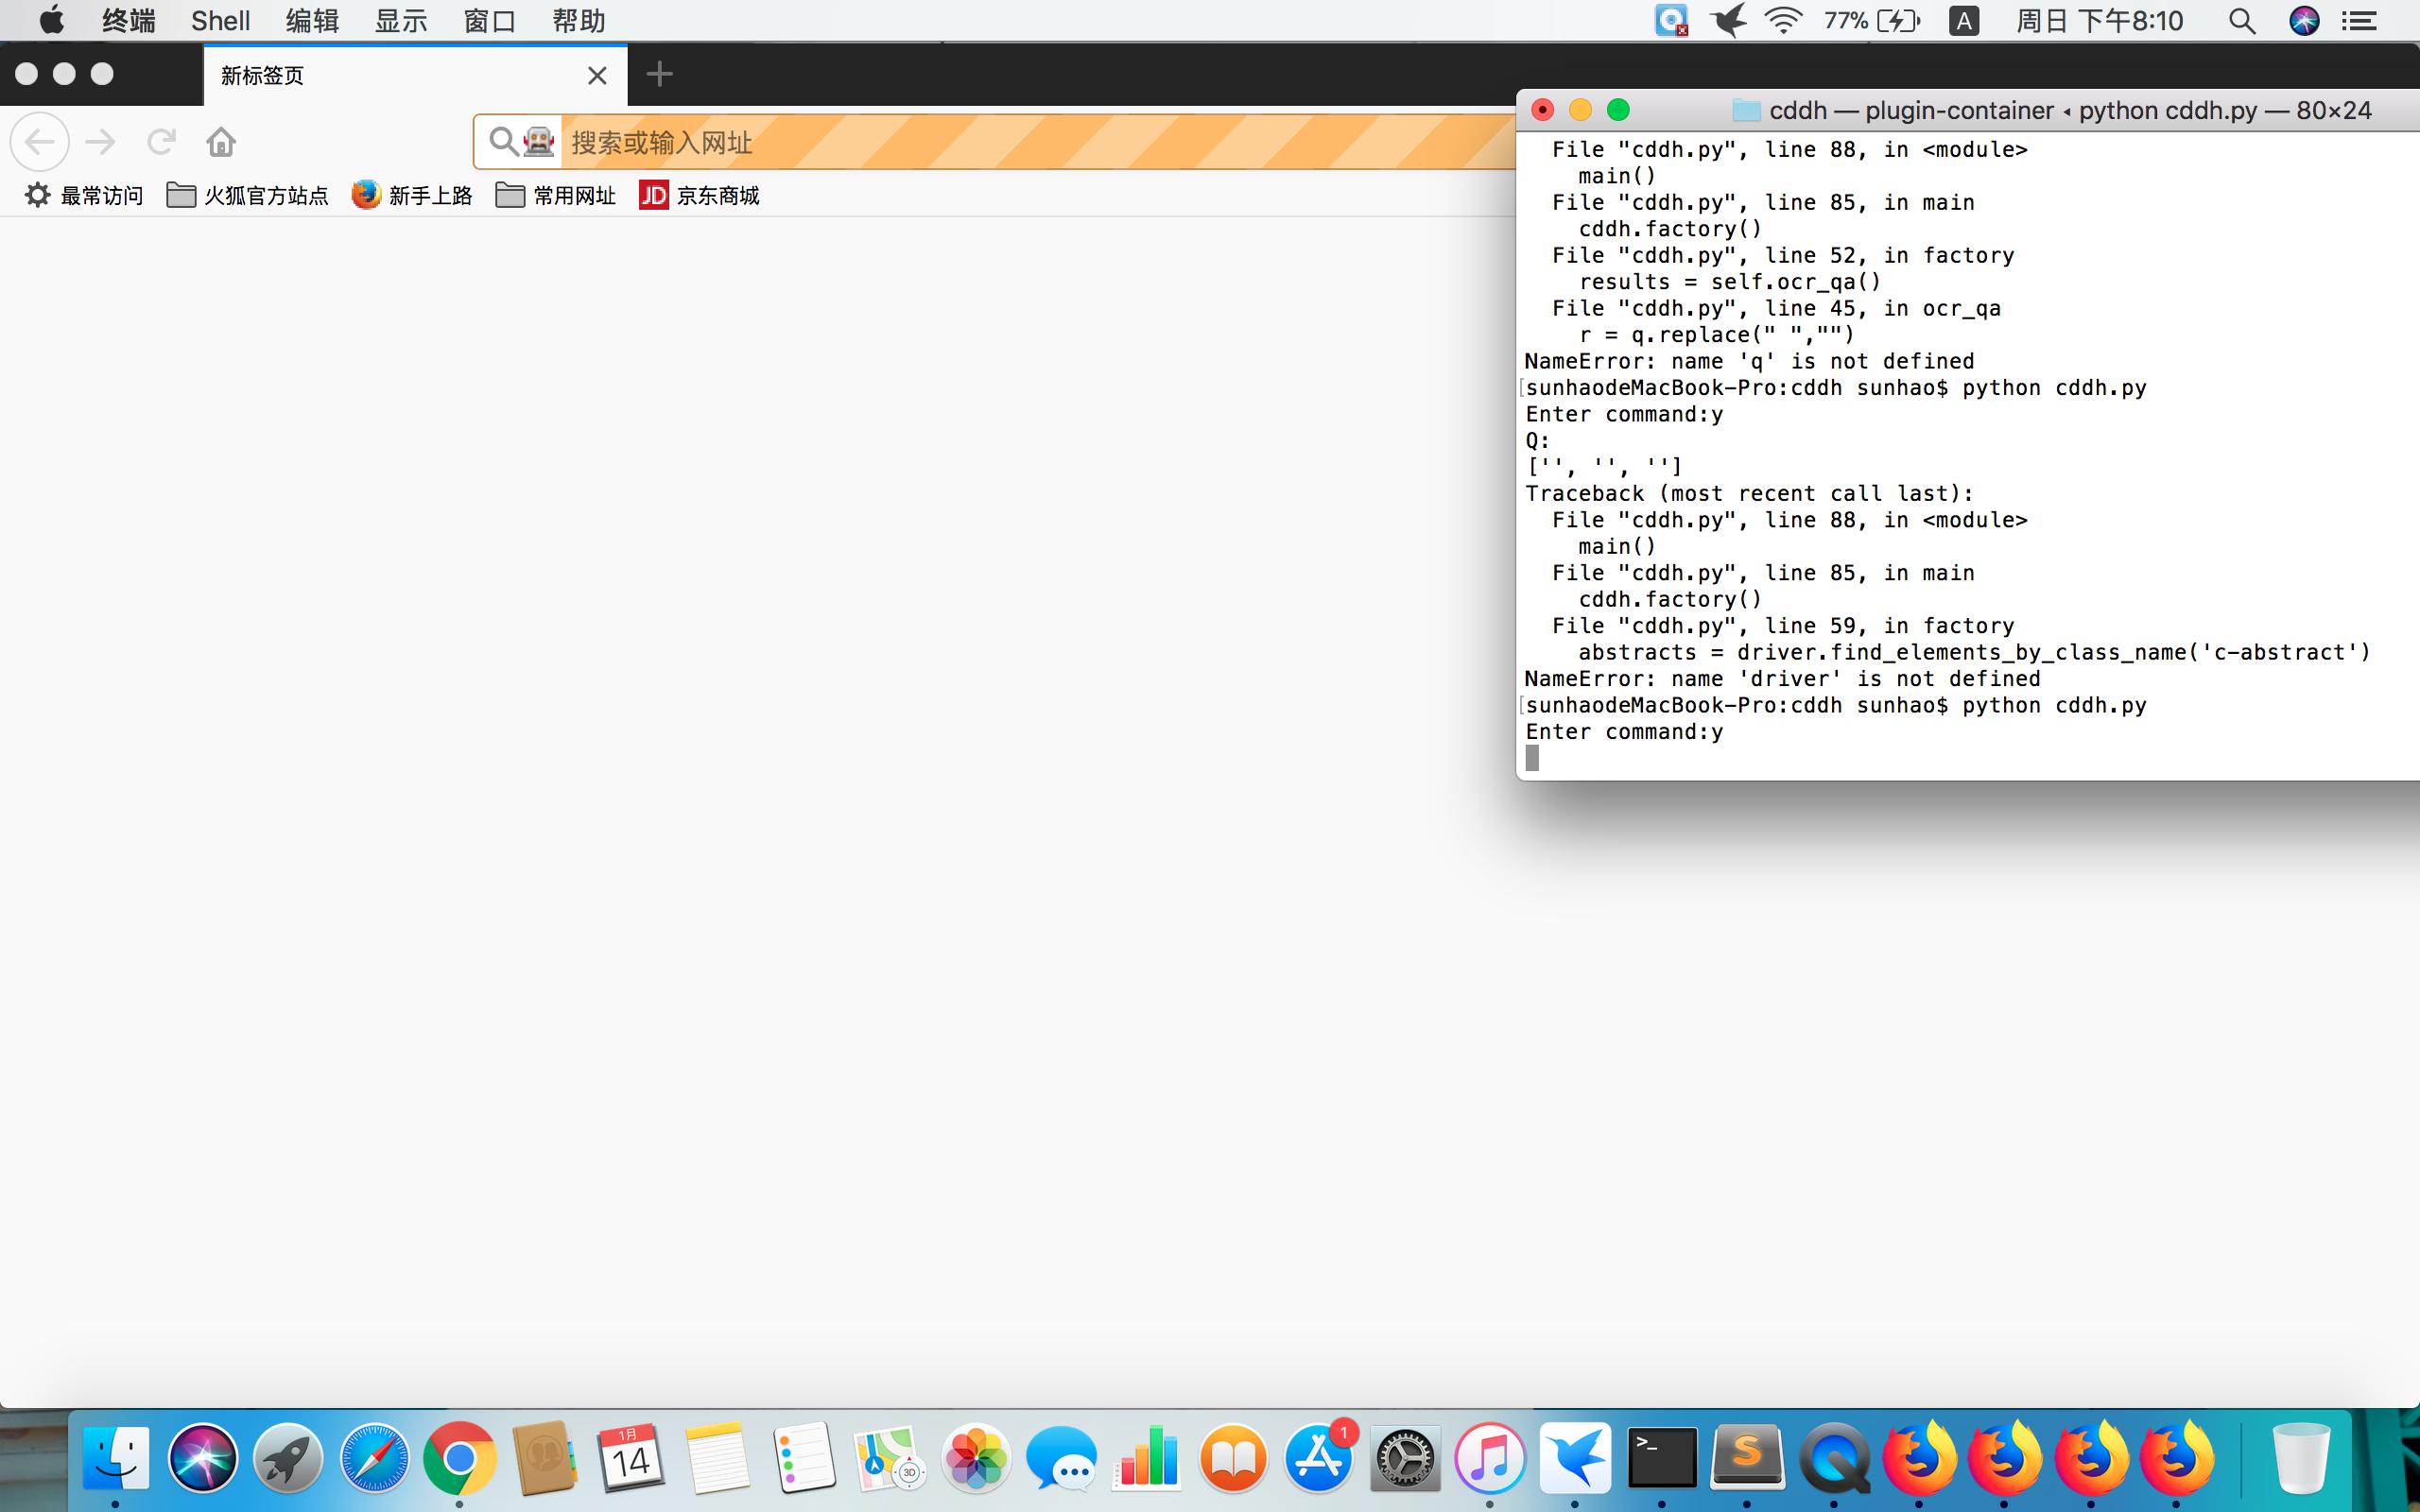 终端 Shell 编辑 显示 窗口 帮助 77% A 周日 下午8:10
新标签页
搜索或输入网址
最常访问 火狐官方站点 新手上路 常用网址 JD 京东商城
cddh — plugin-container ◂ python cddh.py — 80×24
File "cddh.py", line 88, in <module>
main()
File "cddh.py", line 85, in main
cddh.factory()
File "cddh.py", line 52, in factory
results = self.ocr_qa()
File "cddh.py", line 45, in ocr_qa
r = q.replace(" ","")
NameError: name 'q' is not defined
[sunhaodeMacBook-Pro:cddh sunhao$ python cddh.py
Enter command:y
Q:
['', '', '']
Traceback (most recent call last):
File "cddh.py", line 88, in <module>
main()
File "cddh.py", line 85, in main
cddh.factory()
File "cddh.py", line 59, in factory
abstracts = driver.find_elements_by_class_name('c-abstract')
NameError: name 'driver' is not defined
[sunhaodeMacBook-Pro:cddh sunhao$ python cddh.py
Enter command:y
1月
14
3D
1
>_
S